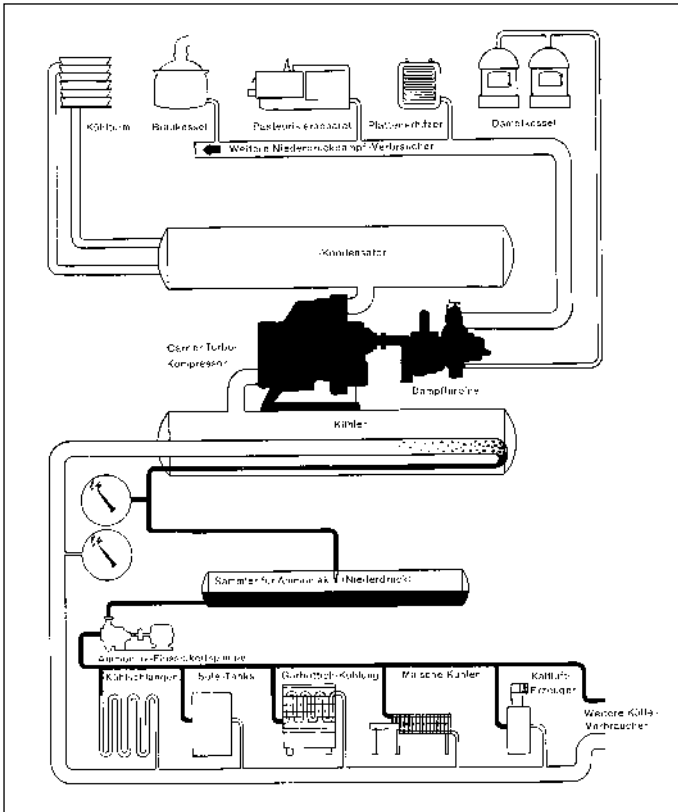 Kühlturm
Braukessel
Pasteurisierapparat
Plattenerhitzer
Dampfkessel
Weitere Niederdruckdampf-Verbraucher
Kondensator
Carrier Turbo-
Kompressor
Dampfturbine
Kühler
Sammler für Ammoniak (Niederdruck)
Ammoniak-Flüssigkeitspumpe
Kühlschlangen
Sole-Tanks
Gärbottich-Kühlung
Maische Kühler
Kaltluft-
Erzeuger
Weitere Kälte-
Verbraucher